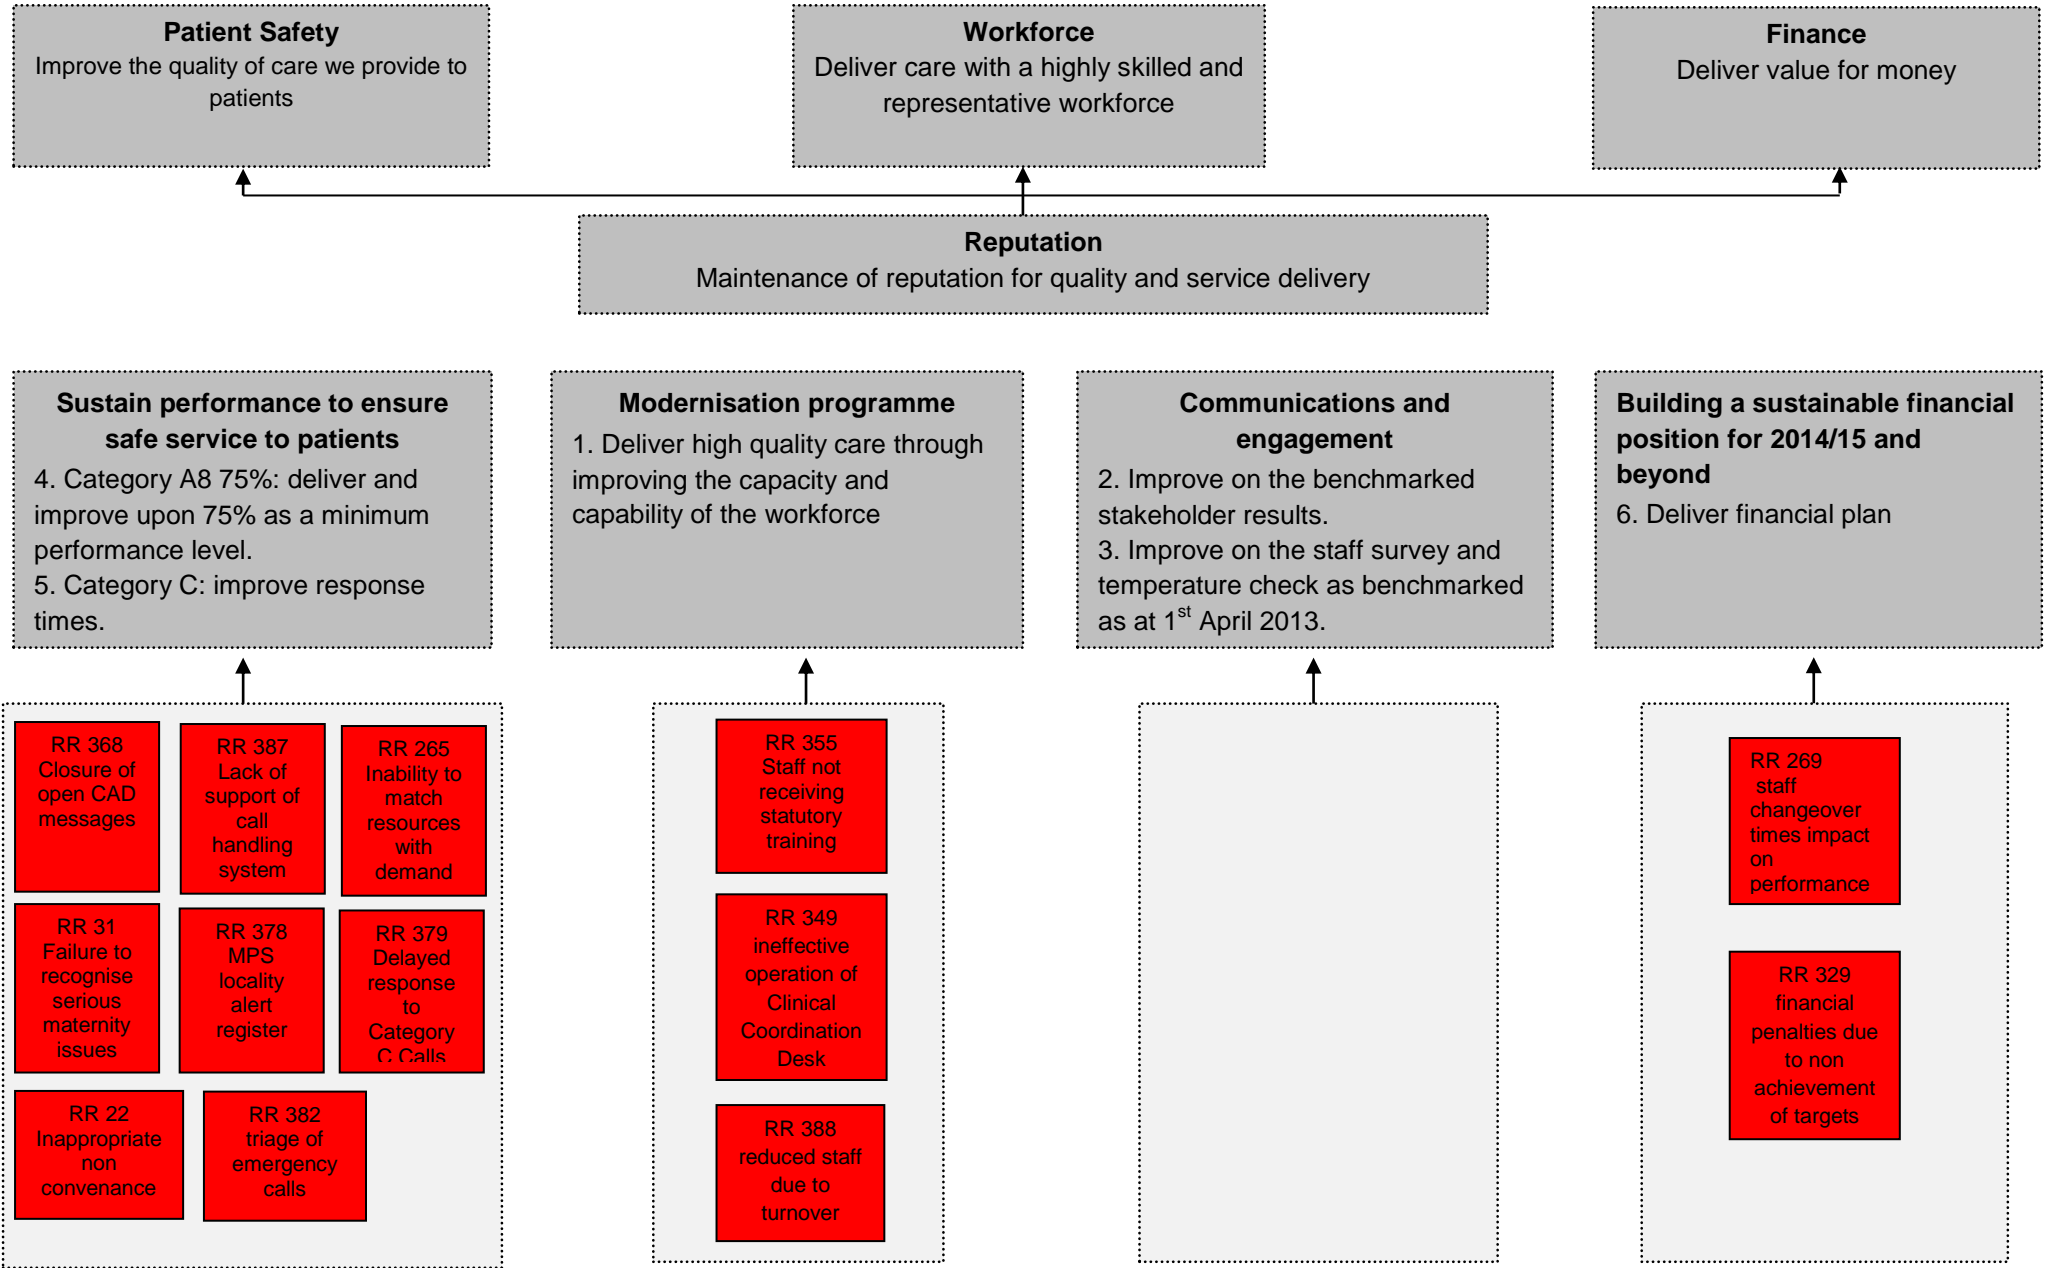 Patient Safety
Improve the quality of care we provide to
patients
Workforce
Deliver care with a highly skilled and
representative workforce
Finance
Deliver value for money
Reputation
Maintenance of reputation for quality and service delivery
Sustain performance to ensure
safe service to patients
4. Category A8 75%: deliver and
improve upon 75% as a minimum
performance level.
5. Category C: improve response
times.
Modernisation programme
1. Deliver high quality care through
improving the capacity and
capability of the workforce
Communications and
engagement
2. Improve on the benchmarked
stakeholder results.
3. Improve on the staff survey and
temperature check as benchmarked
as at 1st April 2013.
Building a sustainable financial
position for 2014/15 and
beyond
6. Deliver financial plan
RR 368
Closure of
open CAD
messages
RR 387
Lack of
support of
call
handling
system
RR 265
Inability to
match
resources
with
demand
RR 31
Failure to
recognise
serious
maternity
issues
RR 378
MPS
locality
alert
register
RR 379
Delayed
response
to
Category
C Calls
RR 22
Inappropriate
non
convenance
RR 382
triage of
emergency
calls
RR 355
Staff not
receiving
statutory
training
RR 349
ineffective
operation of
Clinical
Coordination
Desk
RR 388
reduced staff
due to
turnover
RR 269
staff
changeover
times impact
on
performance
RR 329
financial
penalties due
to non
achievement
of targets